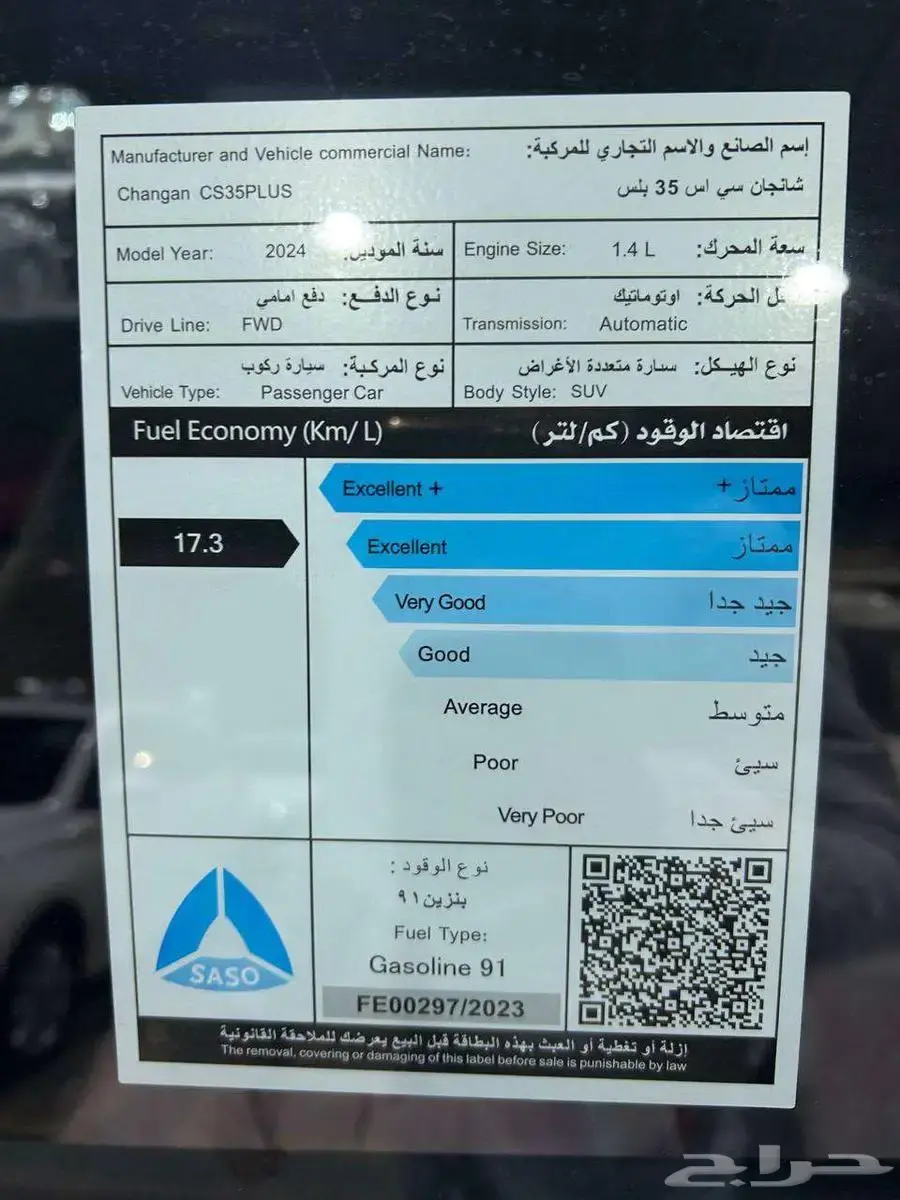 إسم الصانع والاسم التجاري للمركبة:
Manufacturer and Vehicle commercial Name:
شانجان سي اس 35 بلس
Changan CS35PLUS
Model Year: 2024 سنة الموديل:
Engine Size: 1.4 L سعة المحرك:
نوع الدفـع: دفع امامي
Drive Line: FWD
الحركة: اوتوماتيك
Transmission: Automatic
نوع المركبة: سيارة ركوب
Vehicle Type: Passenger Car
نوع الهيـكل: سيارة متعددة الأغراض
Body Style: SUV
Fuel Economy (Km/ L) اقتصاد الوقود (كم/لتر)
Excellent + ممتاز+
17.3
Excellent ممتاز
Very Good جيد جدا
Good جيد
Average متوسط
Poor سيئ
Very Poor سيئ جدا
SASO
نوع الوقود :
بنزين ٩١
Fuel Type:
Gasoline 91
FE00297/2023
إزلة أو تغطية أو العبث بهذه البطاقة قبل البيع يعرضك للملاحقة القانونية
The removal, covering or damaging of this label before sale is punishable by law
حراج